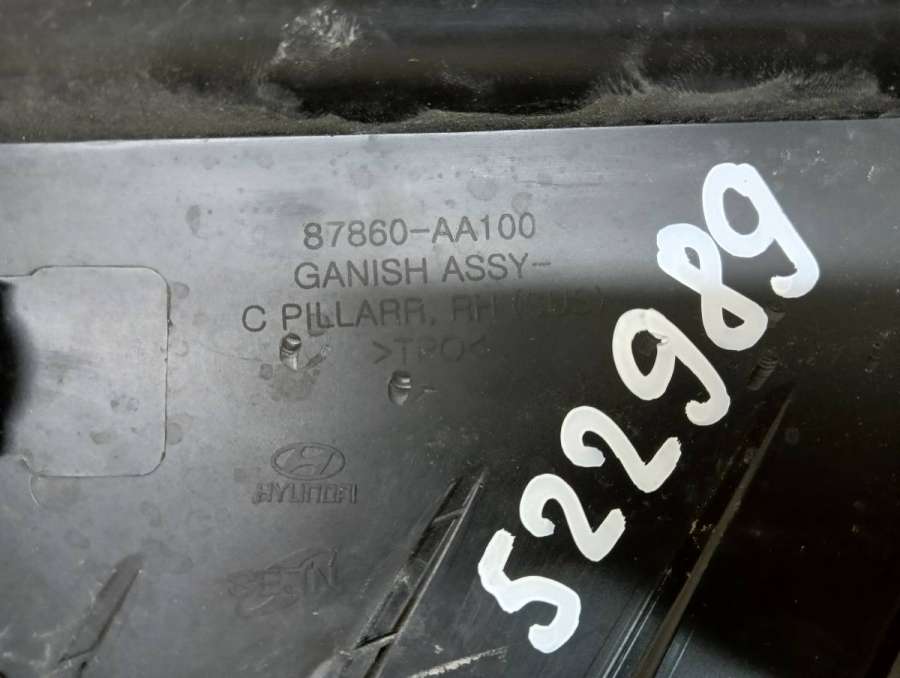 87860-AA100
GANISH ASSY-
C PILLARR, RH
>TPO<
HYUNDAI
522989